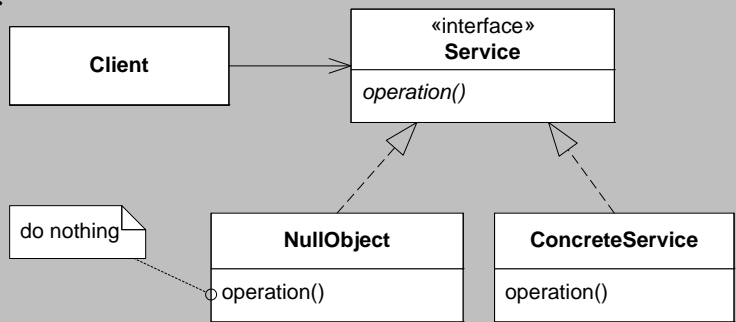 «interface»
Client
Service
operation()
do nothing
NullObject
ConcreteService
operation()
operation()